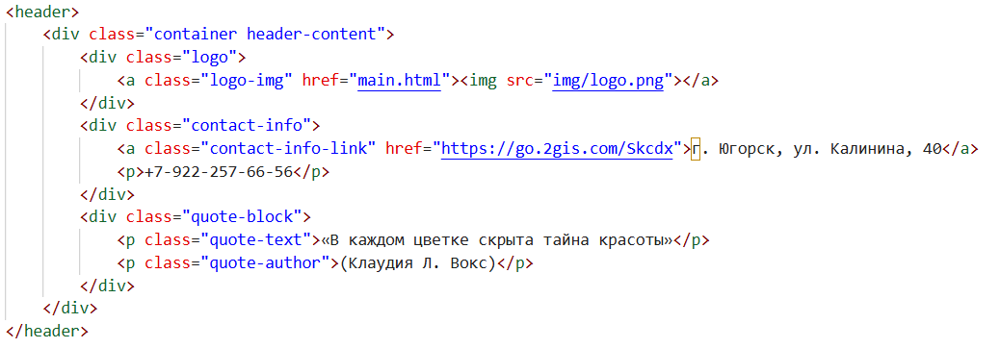 <header>
<div class="container header-content">
<div class="logo">
<a class="logo-img" href="main.html"><img src="img/logo.png"></a>
</div>
<div class="contact-info">
<a class="contact-info-link" href="https://go.2gis.com/Skcdx">г. Югорск, ул. Калинина, 40</a>
<p>+7-922-257-66-56</p>
</div>
<div class="quote-block">
<p class="quote-text">«В каждом цветке скрыта тайна красоты»</p>
<p class="quote-author">(Клаудия Л. Вокс)</p>
</div>
</div>
</header>